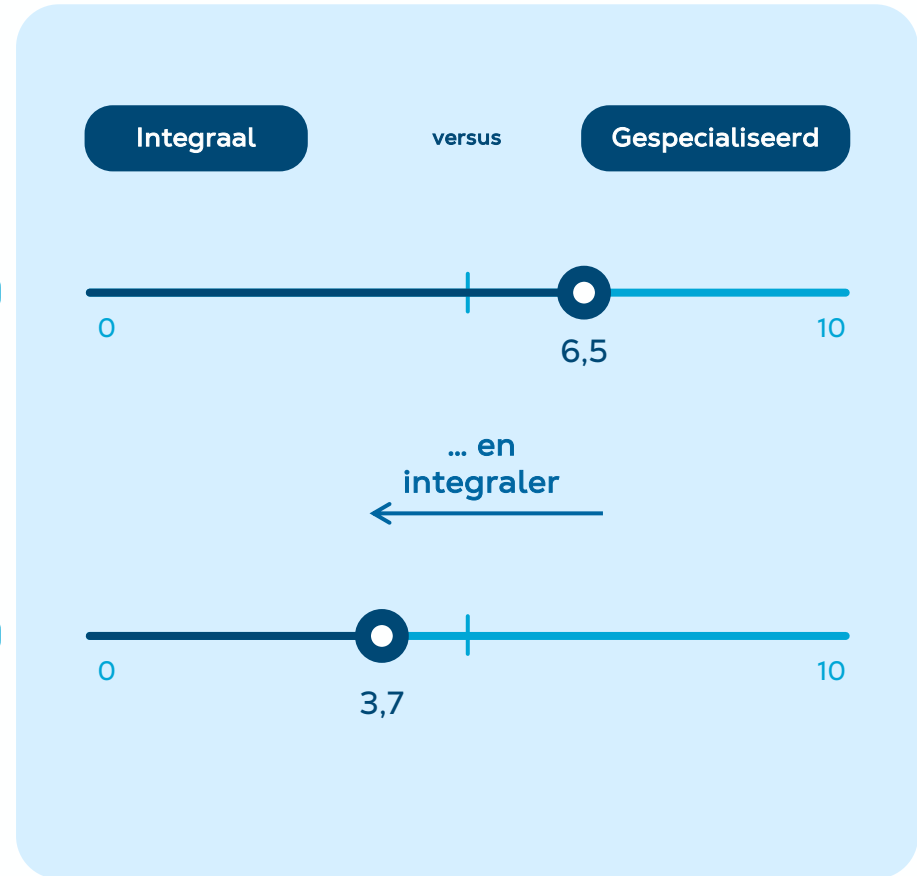 Integraal versus Gespecialiseerd
0 10
6,5
... en
integraler
0 10
3,7